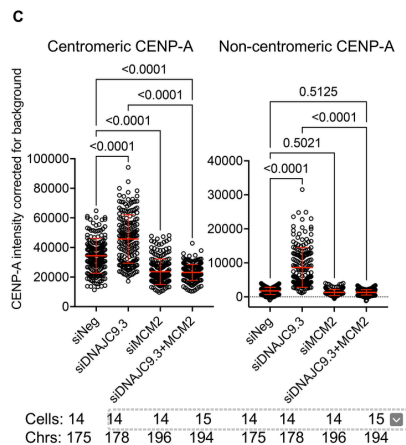 C
Centromeric CENP-A Non-centromeric CENP-A
<0.0001 0.5125
<0.0001 <0.0001
<0.0001 0.5021
<0.0001 <0.0001
CENP-A intensity corrected for background
100000
80000
60000
40000
20000
0
40000
30000
20000
10000
0
siNeg
siDNAJC9.3
siMCM2
siDNAJC9.3+MCM2
siNeg
siDNAJC9.3
siMCM2
siDNAJC9.3+MCM2
Cells: 14 14 14 15 14 14 14 15
Chrs: 175 178 196 194 175 178 196 194